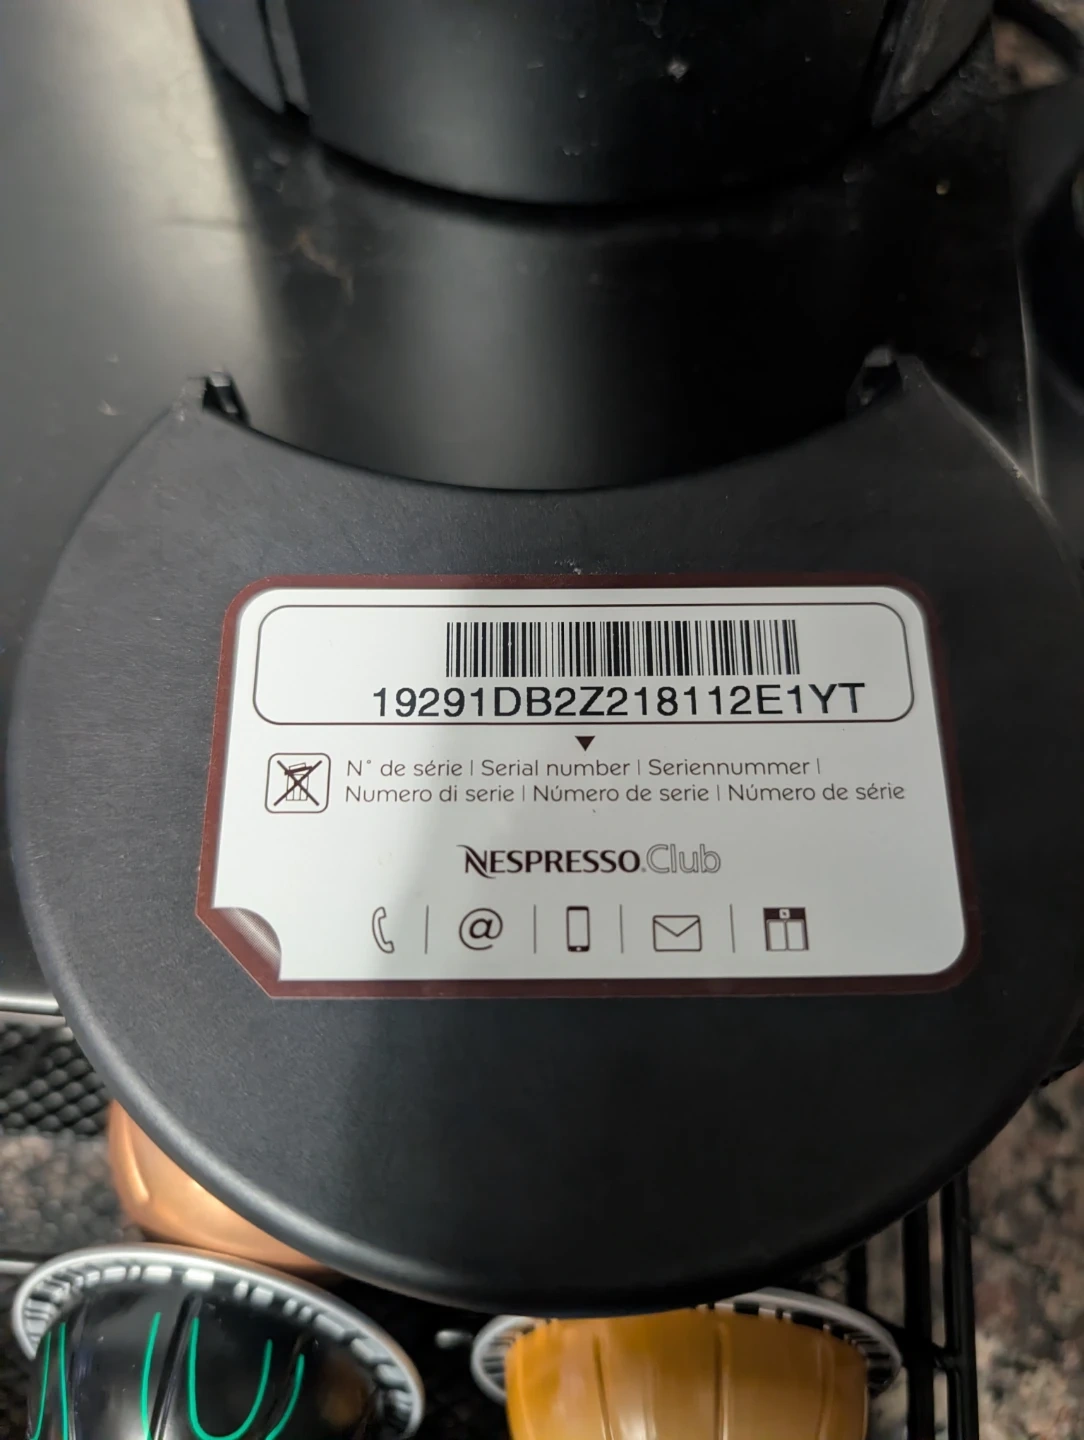 19291DB2Z218112E1YT
N° de série | Serial number | Seriennummer |
Numero di serie | Número de serie | Número de série
NESPRESSO.Club
@